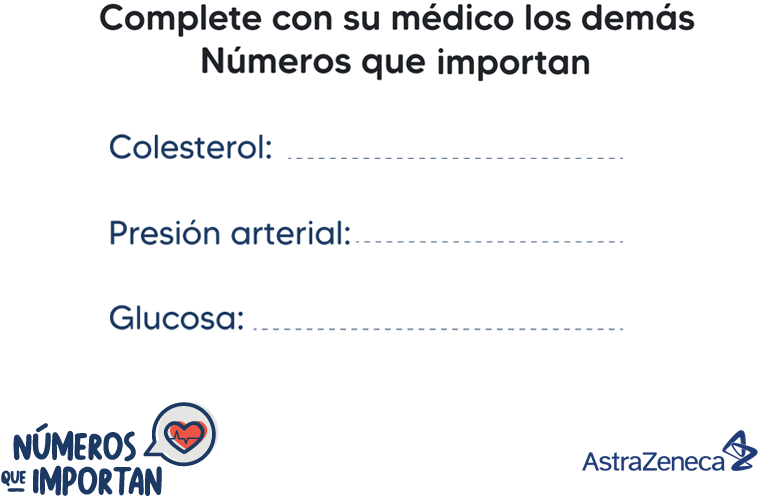 Complete con su médico los demás
Números que importan
Colesterol:
Presión arterial:
Glucosa:
NÚMEROS
QUE IMPORTAN
AstraZeneca